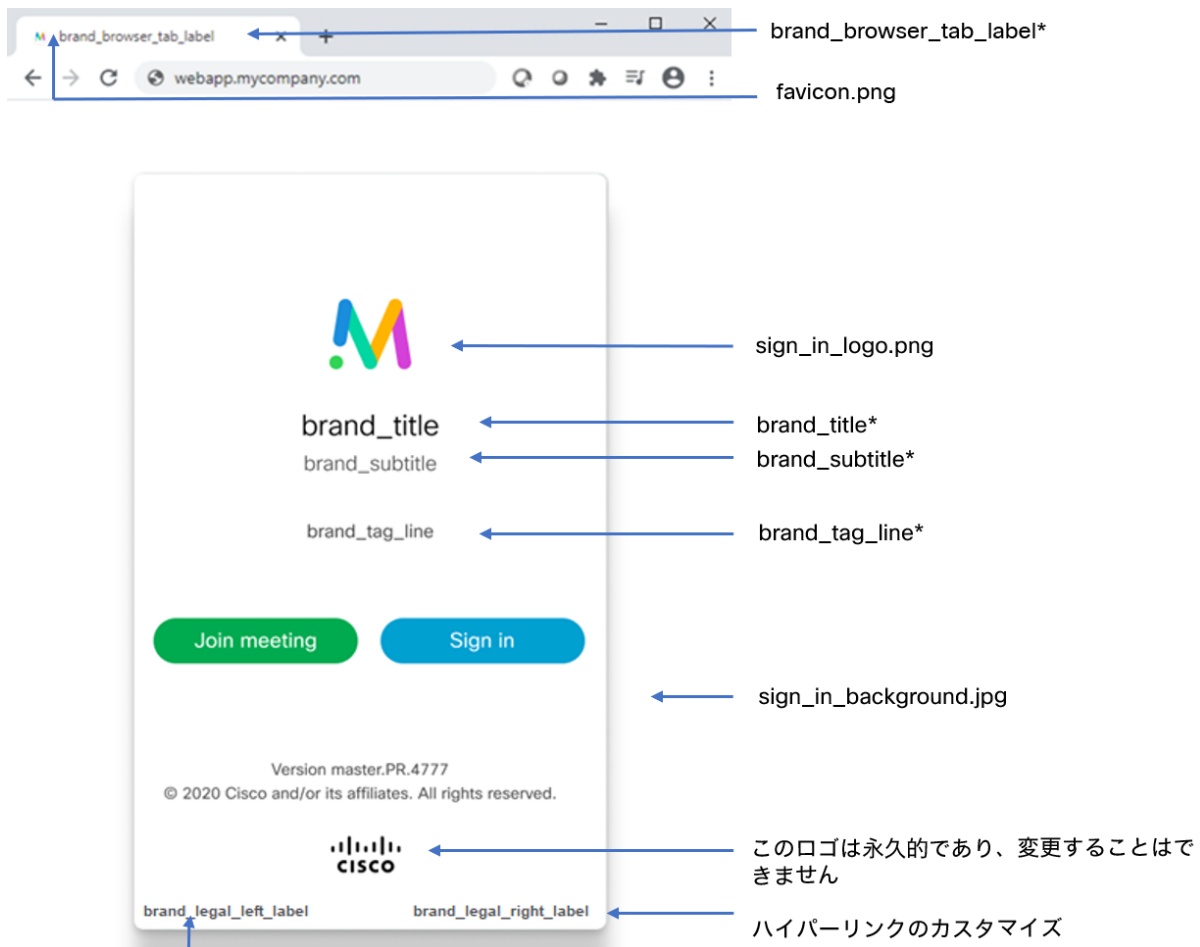 brand_browser_tab_label
brand_browser_tab_label*
webapp.mycompany.com
favicon.png
sign_in_logo.png
brand_title
brand_title*
brand_subtitle
brand_subtitle*
brand_tag_line
brand_tag_line*
Join meeting
Sign in
sign_in_background.jpg
Version master.PR.4777
© 2020 Cisco and/or its affiliates. All rights reserved.
CISCO
このロゴは永久的であり、変更することはで
きません
brand_legal_left_label
brand_legal_right_label
ハイパーリンクのカスタマイズ